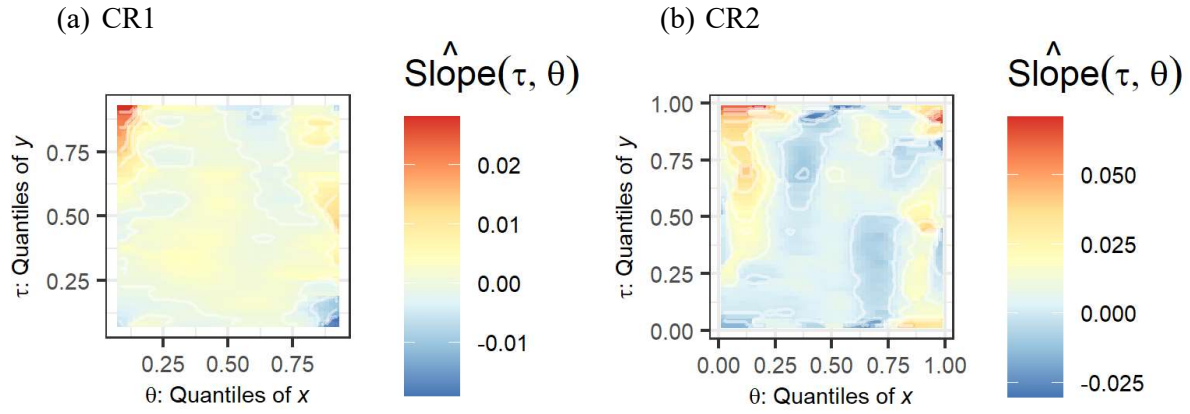 (a) CR1
(b) CR2
^
Slope(τ, θ)
0.02
0.01
0.00
-0.01
τ: Quantiles of y
0.75
0.50
0.25
0.25 0.50 0.75
θ: Quantiles of x
^
Slope(τ, θ)
0.050
0.025
0.000
-0.025
τ: Quantiles of y
1.00
0.75
0.50
0.25
0.00
0.00 0.25 0.50 0.75 1.00
θ: Quantiles of x